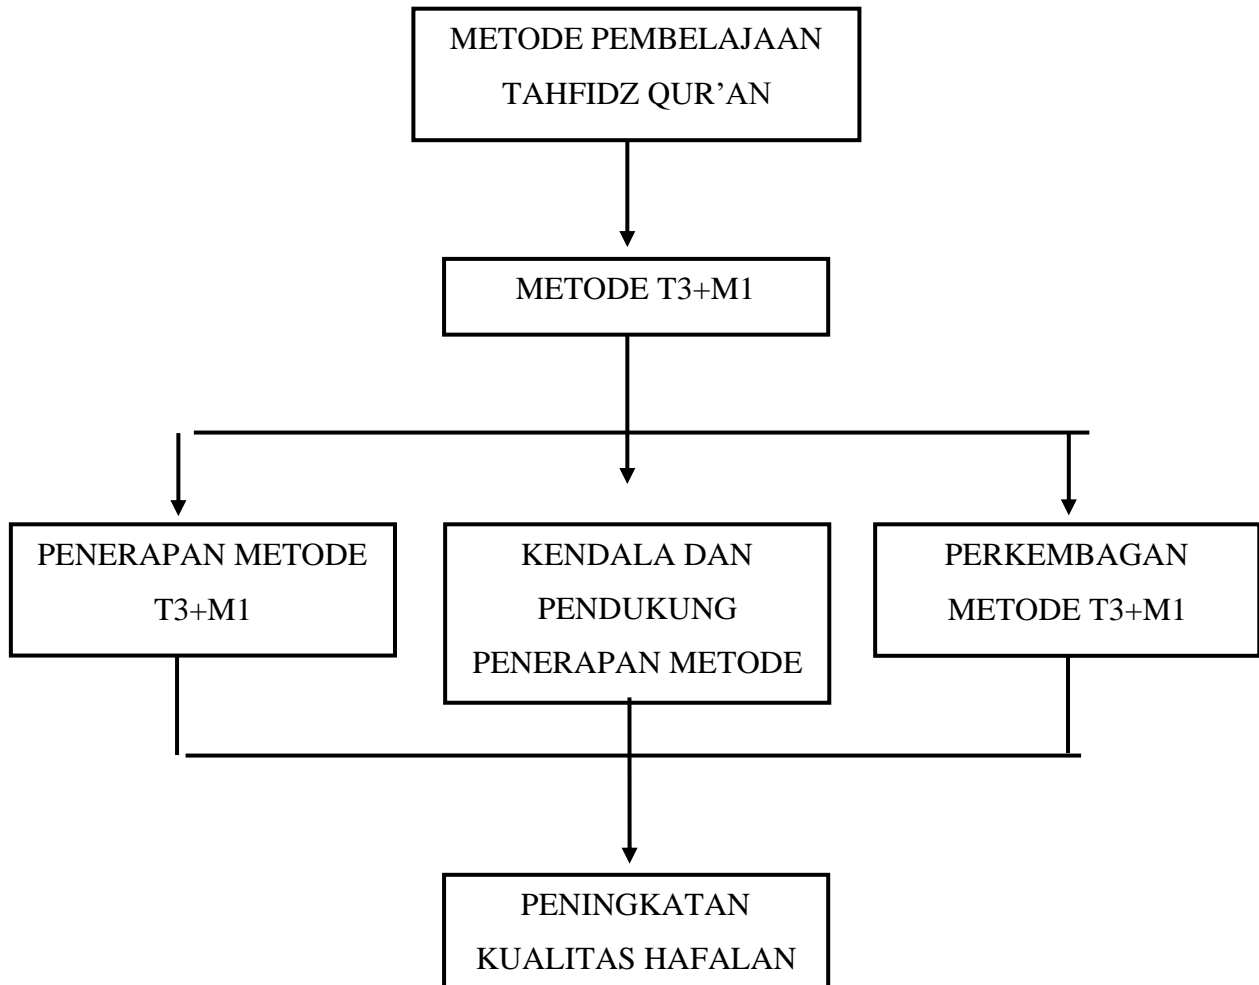 METODE PEMBELAJAAN
TAHFIDZ QUR’AN
METODE T3+M1
PENERAPAN METODE
T3+M1
KENDALA DAN
PENDUKUNG
PENERAPAN METODE
PERKEMBAGAN
METODE T3+M1
PENINGKATAN
KUALITAS HAFALAN